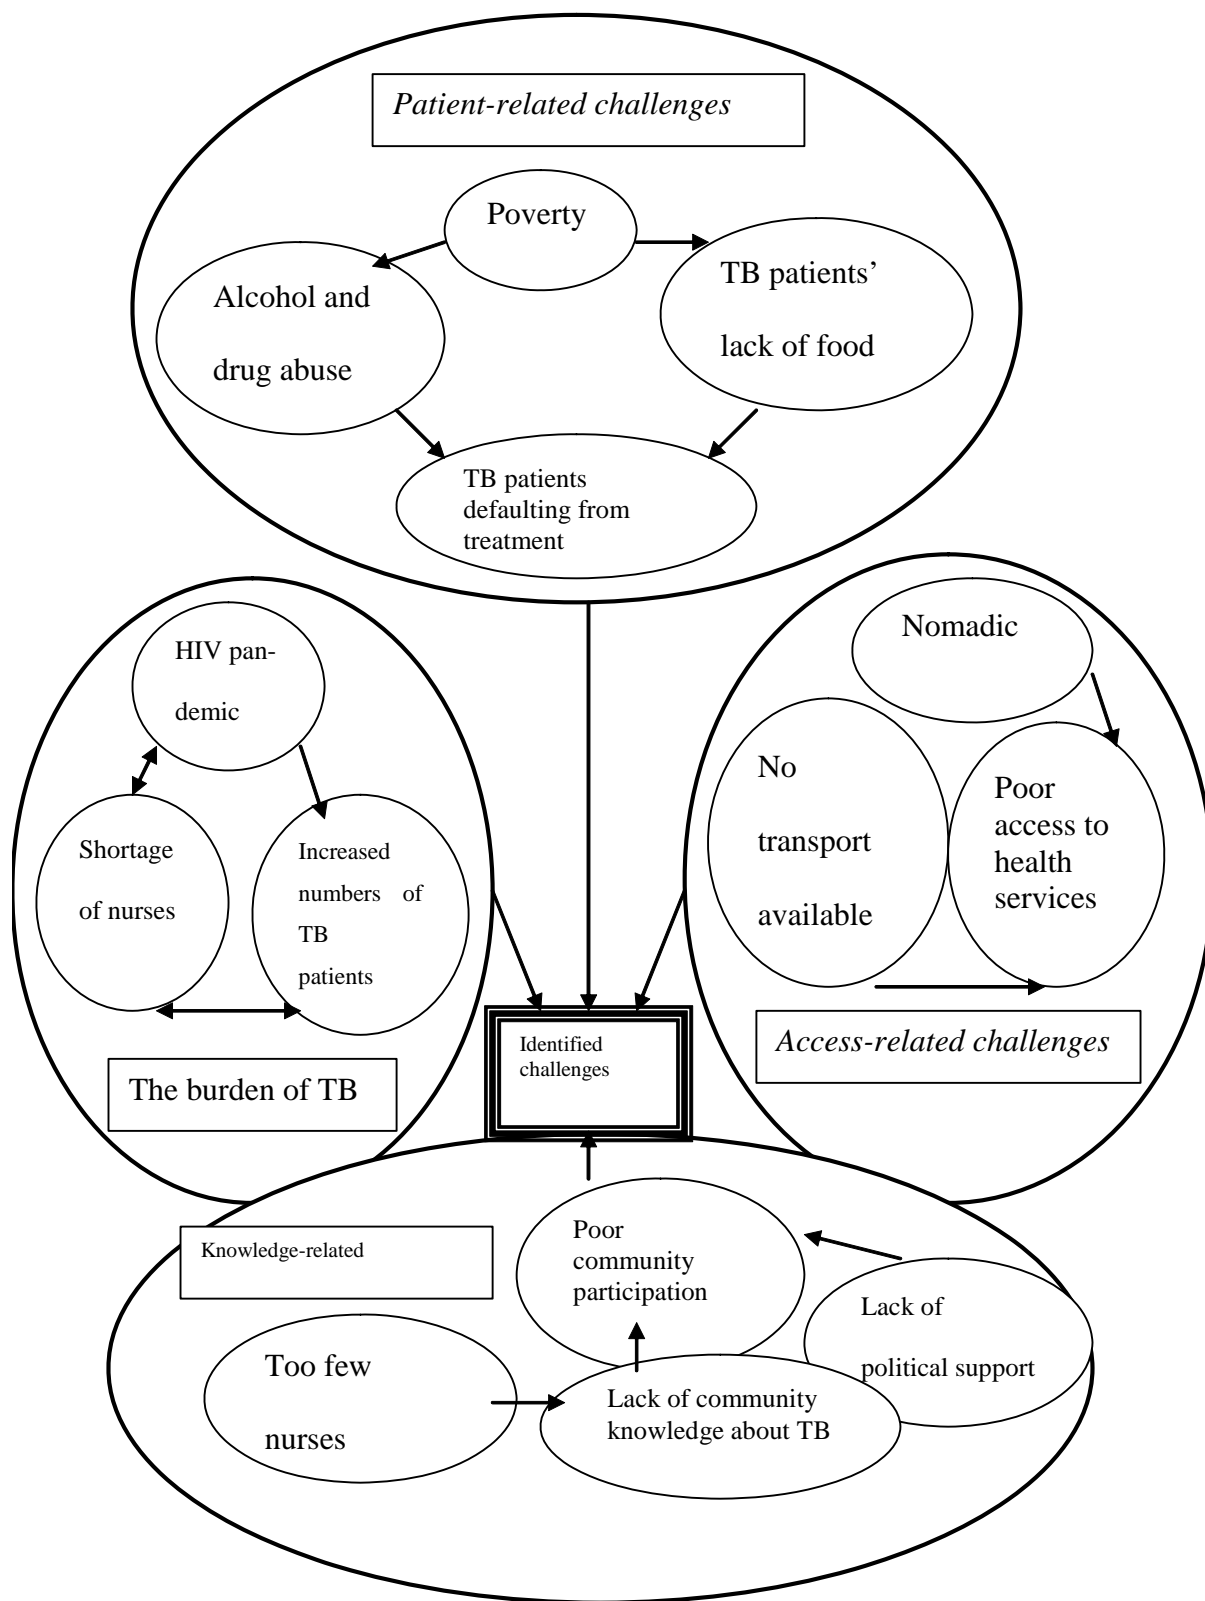 Patient-related challenges
Poverty
Alcohol and
drug abuse
TB patients’
lack of food
TB patients
defaulting from
treatment
HIV pan-
demic
Shortage
of nurses
Increased
numbers of
TB
patients
The burden of TB
Nomadic
No
transport
available
Poor
access to
health
services
Access-related challenges
Identified
challenges
Knowledge-related
Poor
community
participation
Lack of
political support
Too few
nurses
Lack of community
knowledge about TB